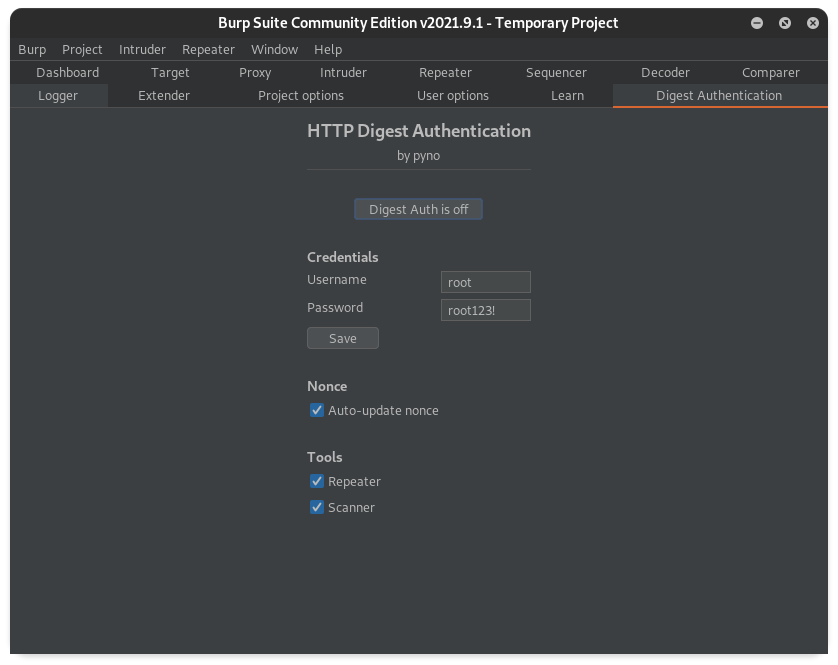 Burp Suite Community Edition v2021.9.1 - Temporary Project
Burp Project Intruder Repeater Window Help
Dashboard Target Proxy Intruder Repeater Sequencer Decoder Comparer
Logger Extender Project options User options Learn Digest Authentication
HTTP Digest Authentication
by pyno
Digest Auth is off
Credentials
Username root
Password root123!
Save
Nonce
Auto-update nonce
Tools
Repeater
Scanner